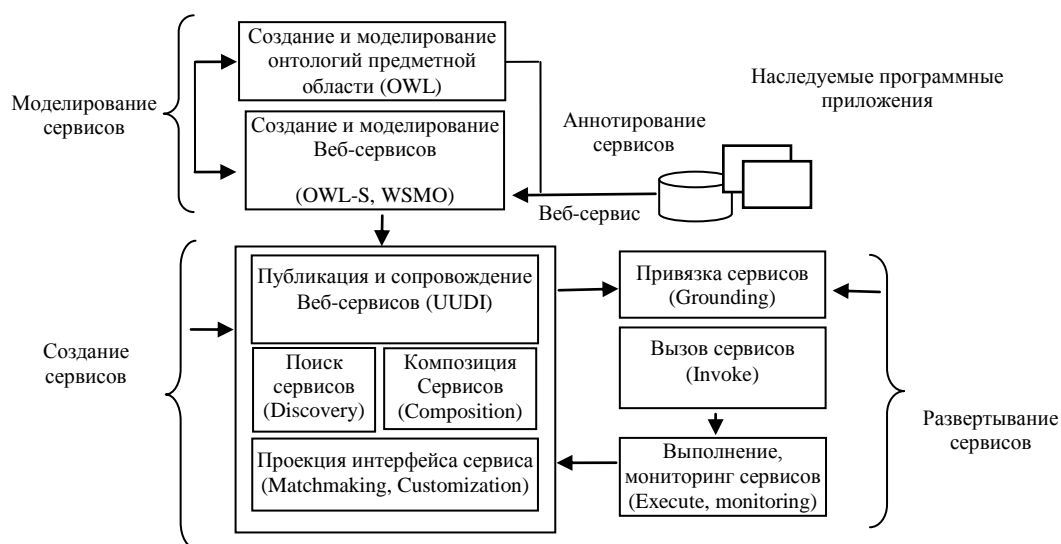 Моделирование
сервисов
Создание и моделирование
онтологий предметной
области (OWL)
Создание и моделирование
Веб-сервисов
(OWL-S, WSMO)
Наследуемые программные
приложения
Аннотирование
сервисов
Веб-сервис
Создание
сервисов
Публикация и сопровождение
Веб-сервисов (UUDI)
Поиск
сервисов
(Discovery)
Композиция
Сервисов
(Composition)
Проекция интерфейса сервиса
(Matchmaking, Customization)
Привязка сервисов
(Grounding)
Вызов сервисов
(Invoke)
Выполнение,
мониторинг сервисов
(Execute, monitoring)
Развертывание
сервисов